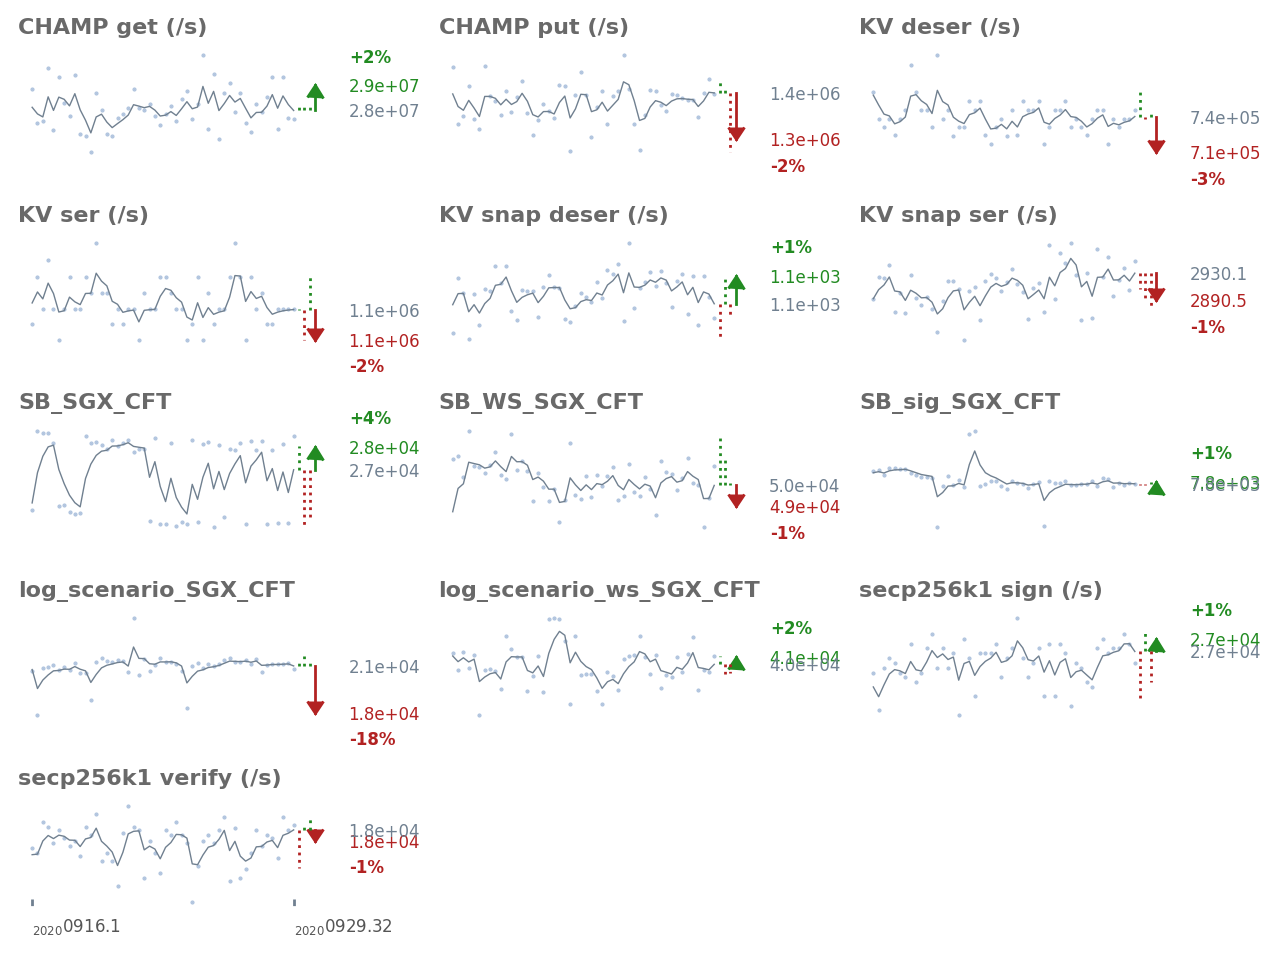 CHAMP get (/s)
+2%
2.9e+07
2.8e+07
CHAMP put (/s)
1.4e+06
1.3e+06
-2%
KV deser (/s)
7.4e+05
7.1e+05
-3%
KV ser (/s)
1.1e+06
1.1e+06
-2%
KV snap deser (/s)
+1%
1.1e+03
1.1e+03
KV snap ser (/s)
2930.1
2890.5
-1%
SB_SGX_CFT
+4%
2.8e+04
2.7e+04
SB_WS_SGX_CFT
5.0e+04
4.9e+04
-1%
SB_sig_SGX_CFT
+1%
log_scenario_SGX_CFT
2.1e+04
1.8e+04
-18%
log_scenario_ws_SGX_CFT
+2%
4.1e+04
4.0e+04
secp256k1 sign (/s)
+1%
2.7e+04
2.7e+04
secp256k1 verify (/s)
1.8e+04
1.8e+04
-1%
20200916.1
20200929.32